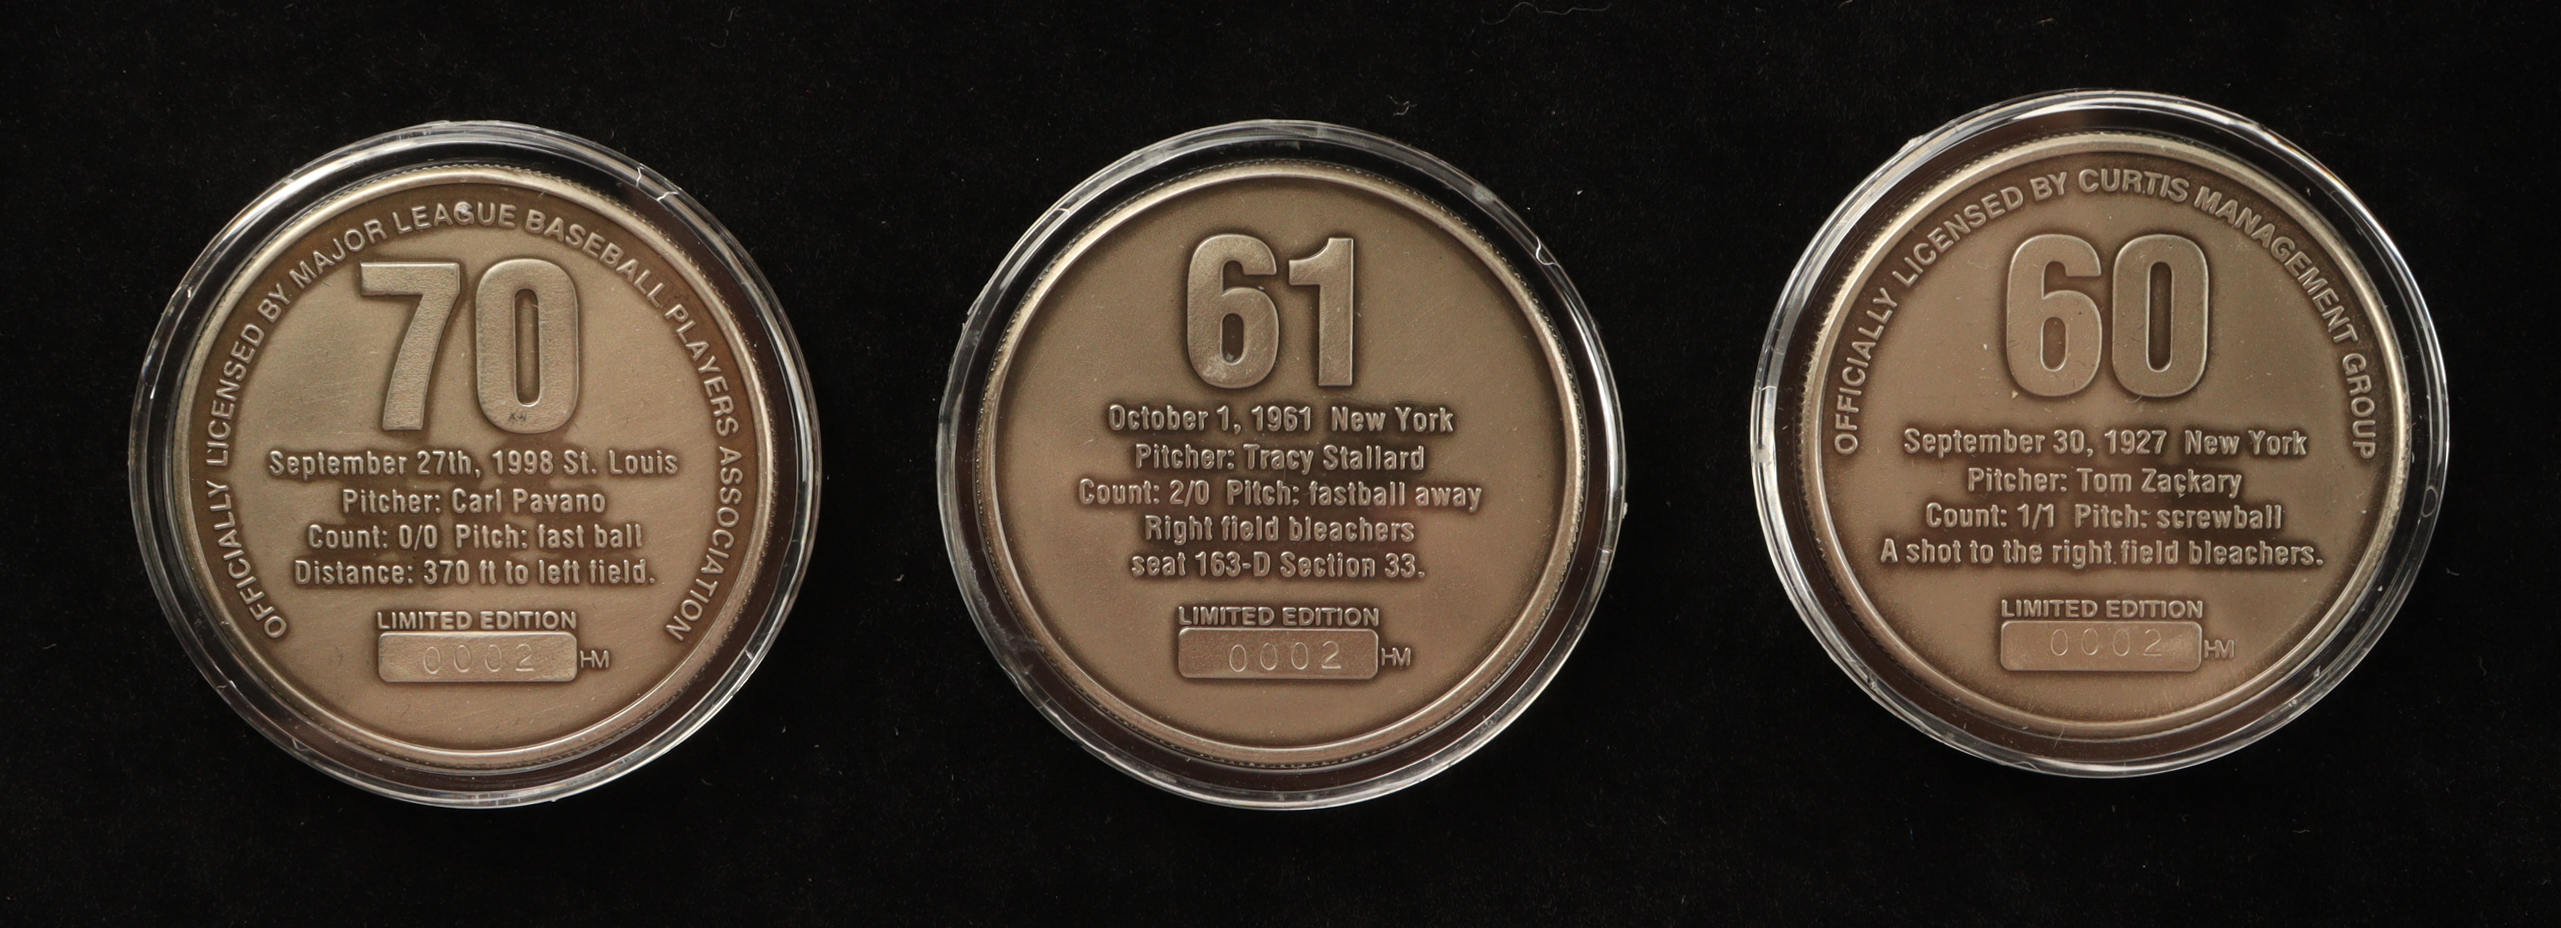 OFFICIALLY LICENSED BY MAJOR LEAGUE BASEBALL PLAYERS ASSOCIATION
70
September 27th, 1998 St. Louis
Pitcher: Carl Pavano
Count: 0/0 Pitch: fast ball
Distance: 370 ft to left field.
LIMITED EDITION
0002 HM
61
October 1, 1961 New York
Pitcher: Tracy Stallard
Count: 2/0 Pitch: fastball away
Right field bleachers
seat 163-D Section 33.
LIMITED EDITION
0002 HM
OFFICIALLY LICENSED BY CURTIS MANAGEMENT GROUP
60
September 30, 1927 New York
Pitcher: Tom Zackary
Count: 1/1 Pitch: screwball
A shot to the right field bleachers.
LIMITED EDITION
0002 HM